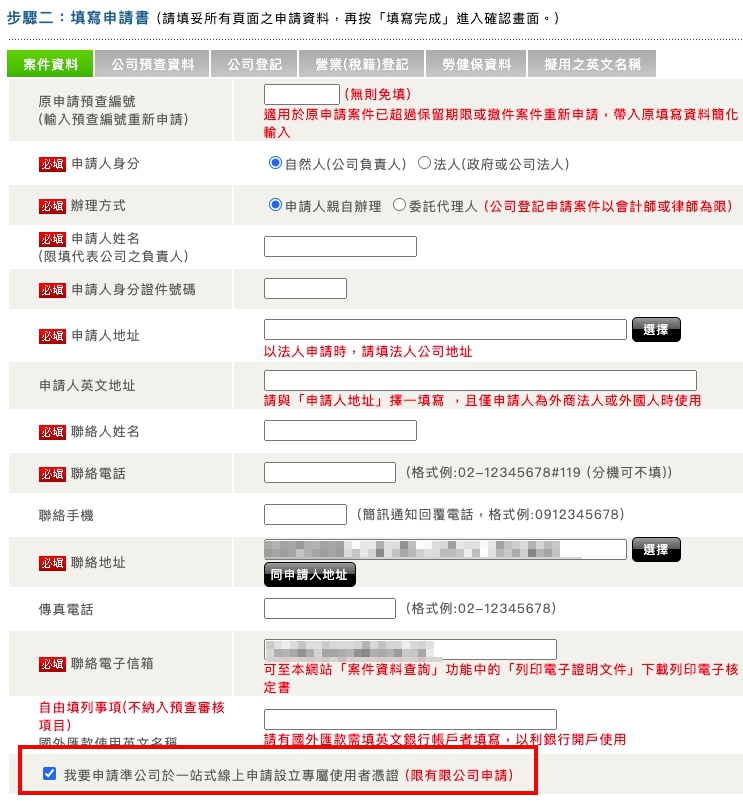 步驟二：填寫申請書 (請填妥所有頁面之申請資料，再按「填寫完成」進入確認畫面。)
案件資料 公司預查資料 公司登記 營業(稅籍)登記 勞健保資料 擬用之英文名稱
原申請預查編號
(輸入預查編號重新申請)
(無則免填)
適用於原申請案件已超過保留期限或撤件案件重新申請，帶入原填寫資料簡化
輸入
必填 申請人身分 自然人(公司負責人) 法人(政府或公司法人)
必填 辦理方式 申請人親自辦理 委託代理人 (公司登記申請案件以會計師或律師為限)
必填 申請人姓名
(限填代表公司之負責人)
必填 申請人身分證件號碼
必填 申請人地址 選擇
以法人申請時，請填法人公司地址
申請人英文地址
請與「申請人地址」擇一填寫 ，且僅申請人為外商法人或外國人時使用
必填 聯絡人姓名
必填 聯絡電話 (格式例:02-12345678#119 (分機可不填))
聯絡手機 (簡訊通知回覆電話，格式例:0912345678)
必填 聯絡地址 選擇
同申請人地址
傳真電話 (格式例:02-12345678)
必填 聯絡電子信箱
可至本網站「案件資料查詢」功能中的「列印電子證明文件」下載列印電子核
定書
自由填列事項(不納入預查審核
項目)
國外匯款使用英文名稱
請有國外匯款需填英文銀行帳戶者填寫，以利銀行開戶使用
我要申請準公司於一站式線上申請設立專屬使用者憑證 (限有限公司申請)